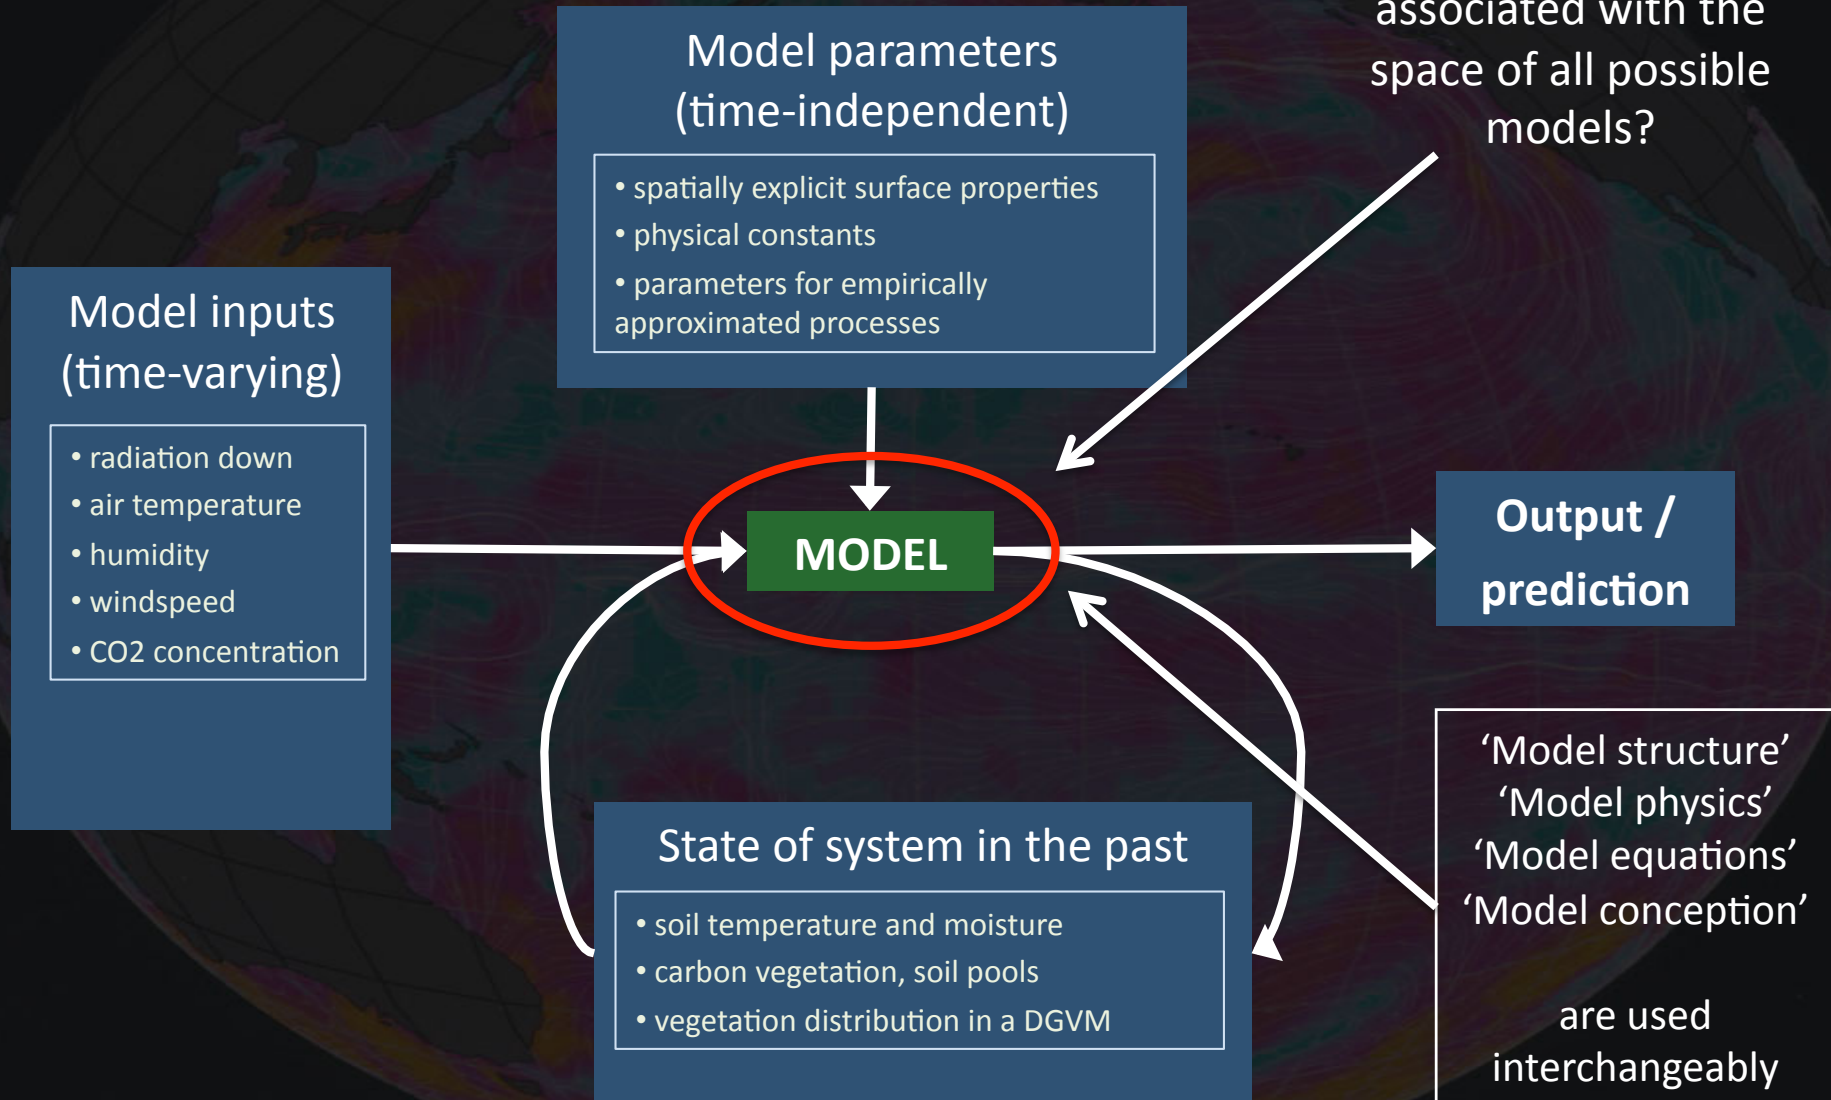 associated with the
space of all possible
models?
Model parameters
(time-independent)
• spatially explicit surface properties
• physical constants
• parameters for empirically
approximated processes
Model inputs
(time-varying)
• radiation down
• air temperature
• humidity
• windspeed
• CO2 concentration
MODEL
Output /
prediction
State of system in the past
• soil temperature and moisture
• carbon vegetation, soil pools
• vegetation distribution in a DGVM
‘Model structure’
‘Model physics’
‘Model equations’
‘Model conception’
are used
interchangeably